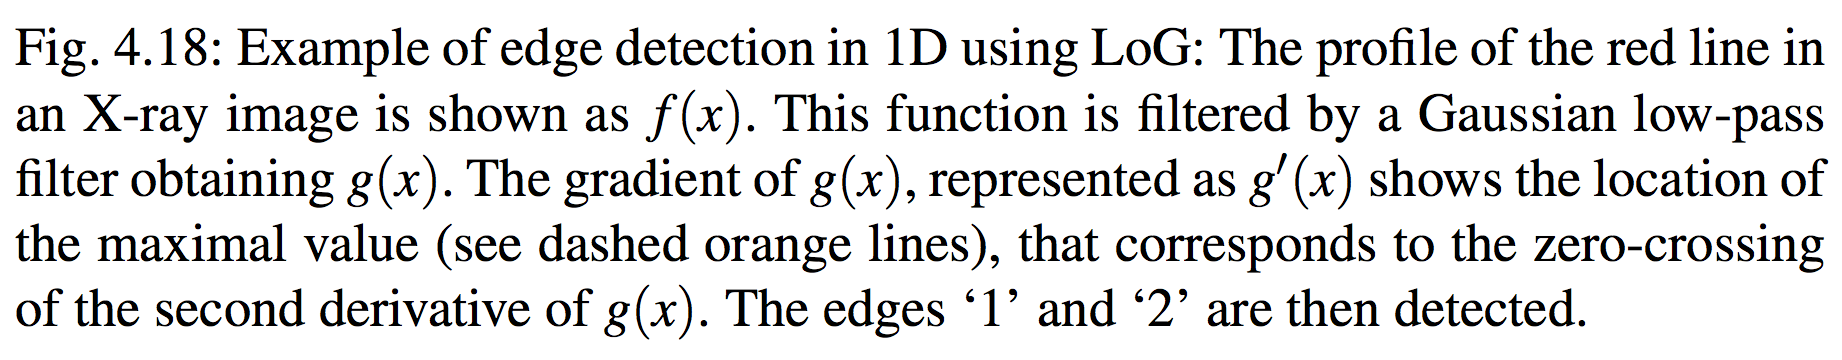 Fig. 4.18: Example of edge detection in 1D using LoG: The profile of the red line in
an X-ray image is shown as f(x). This function is filtered by a Gaussian low-pass
filter obtaining g(x). The gradient of g(x), represented as g′(x) shows the location of
the maximal value (see dashed orange lines), that corresponds to the zero-crossing
of the second derivative of g(x). The edges ‘1’ and ‘2’ are then detected.